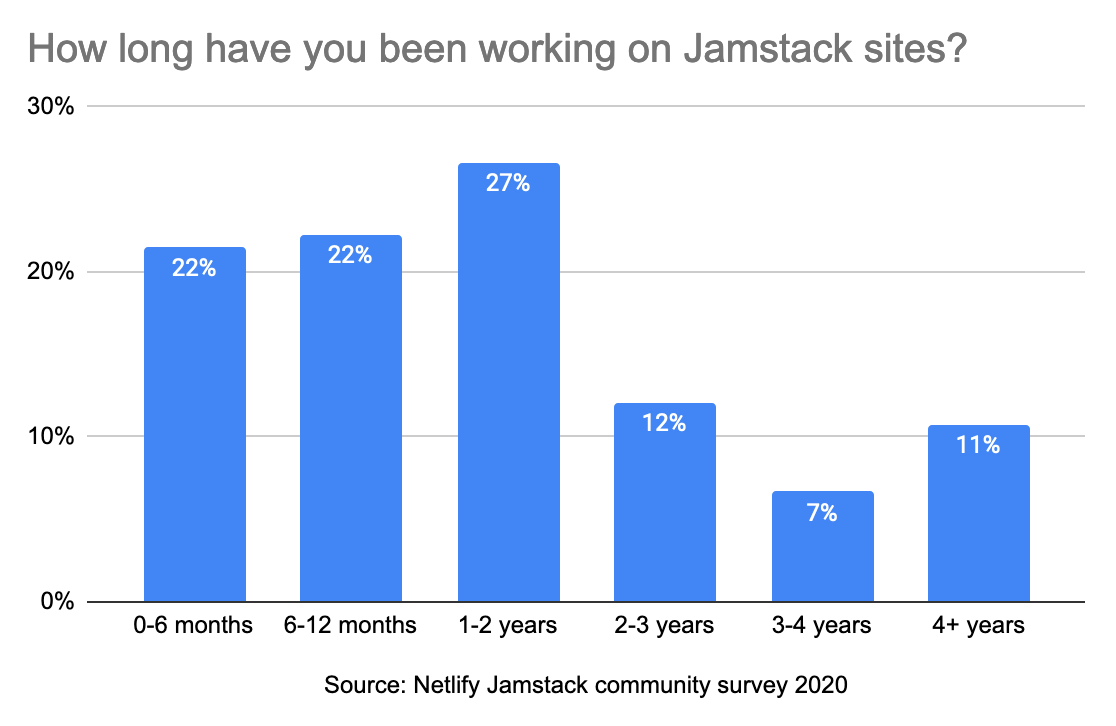 How long have you been working on Jamstack sites?
30%
20%
10%
0%
22%
22%
27%
12%
7%
11%
0-6 months
6-12 months
1-2 years
2-3 years
3-4 years
4+ years
Source: Netlify Jamstack community survey 2020